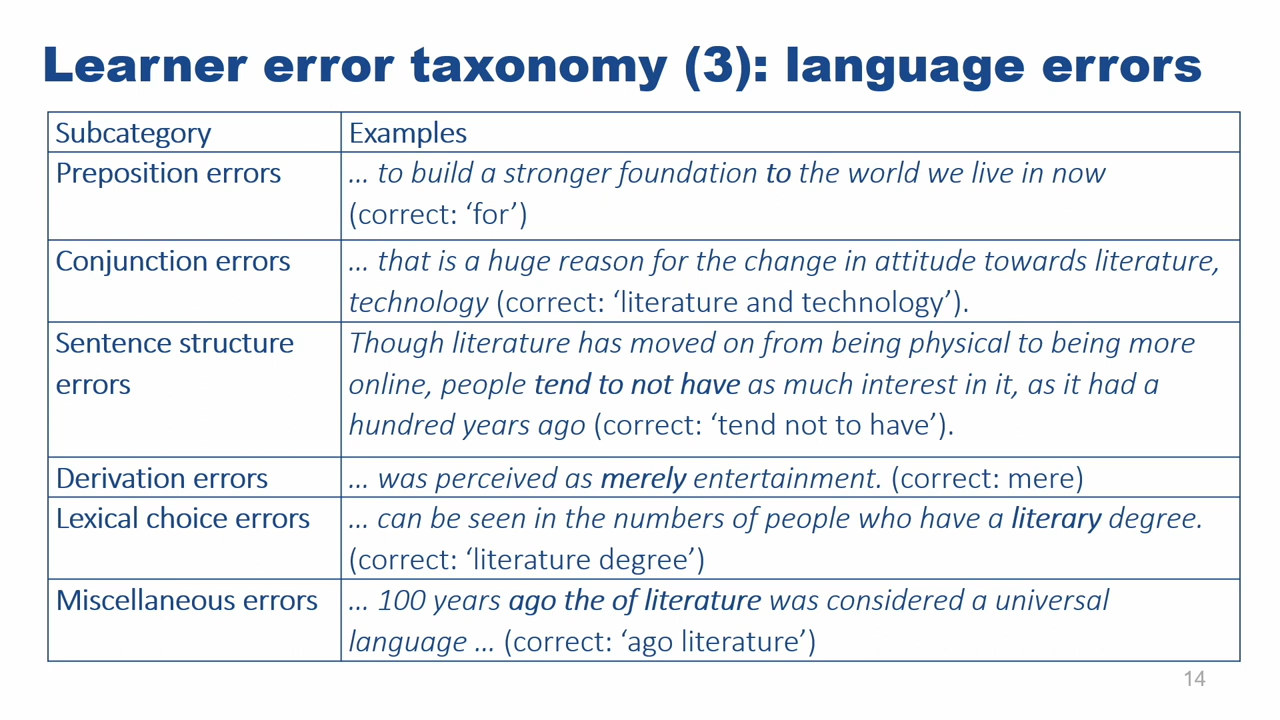 Learner error taxonomy (3): language errors
Subcategory
Examples
Preposition errors
... to build a stronger foundation to the world we live in now
(correct: ‘for’)
Conjunction errors
... that is a huge reason for the change in attitude towards literature,
technology (correct: ‘literature and technology’).
Sentence structure
errors
Though literature has moved on from being physical to being more
online, people tend to not have as much interest in it, as it had a
hundred years ago (correct: ‘tend not to have’).
Derivation errors
... was perceived as merely entertainment. (correct: mere)
Lexical choice errors
... can be seen in the numbers of people who have a literary degree.
(correct: ‘literature degree’)
Miscellaneous errors
... 100 years ago the of literature was considered a universal
language ... (correct: ‘ago literature’)
14